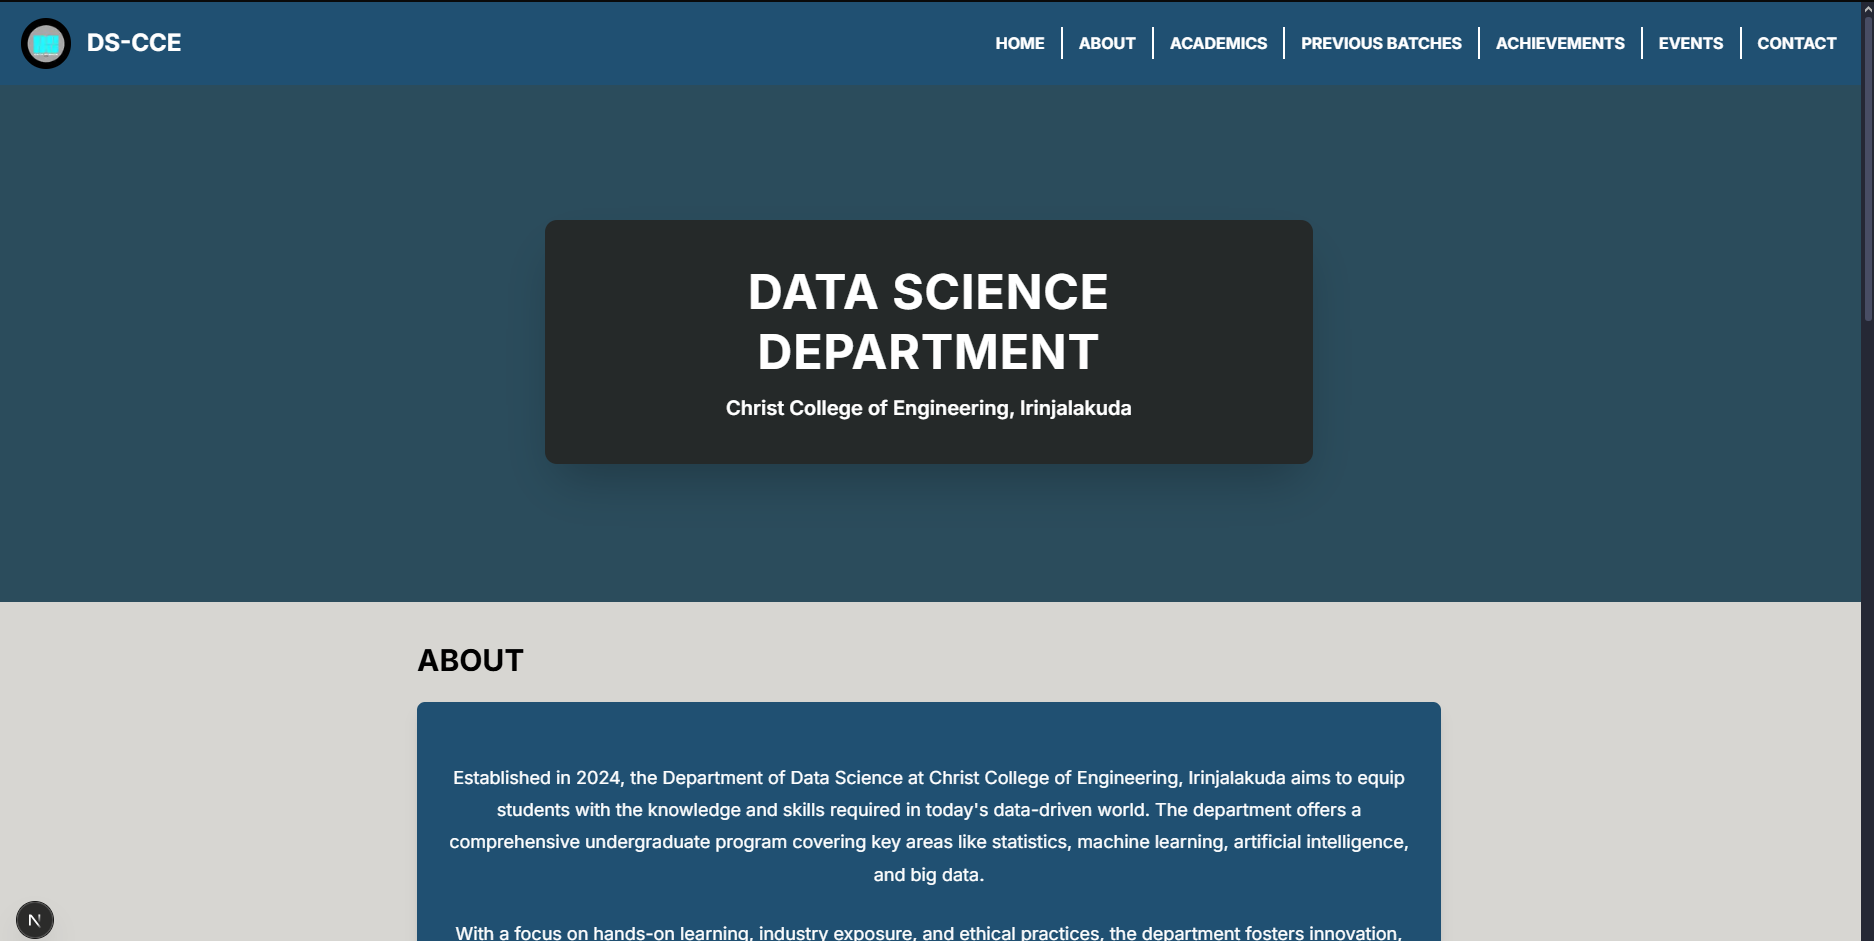 DS-CCE
HOME
ABOUT
ACADEMICS
PREVIOUS BATCHES
ACHIEVEMENTS
EVENTS
CONTACT
DATA SCIENCE
DEPARTMENT
Christ College of Engineering, Irinjalakuda
ABOUT
Established in 2024, the Department of Data Science at Christ College of Engineering, Irinjalakuda aims to equip
students with the knowledge and skills required in today's data-driven world. The department offers a
comprehensive undergraduate program covering key areas like statistics, machine learning, artificial intelligence,
and big data.
With a focus on hands-on learning, industry exposure, and ethical practices, the department fosters innovation,
N